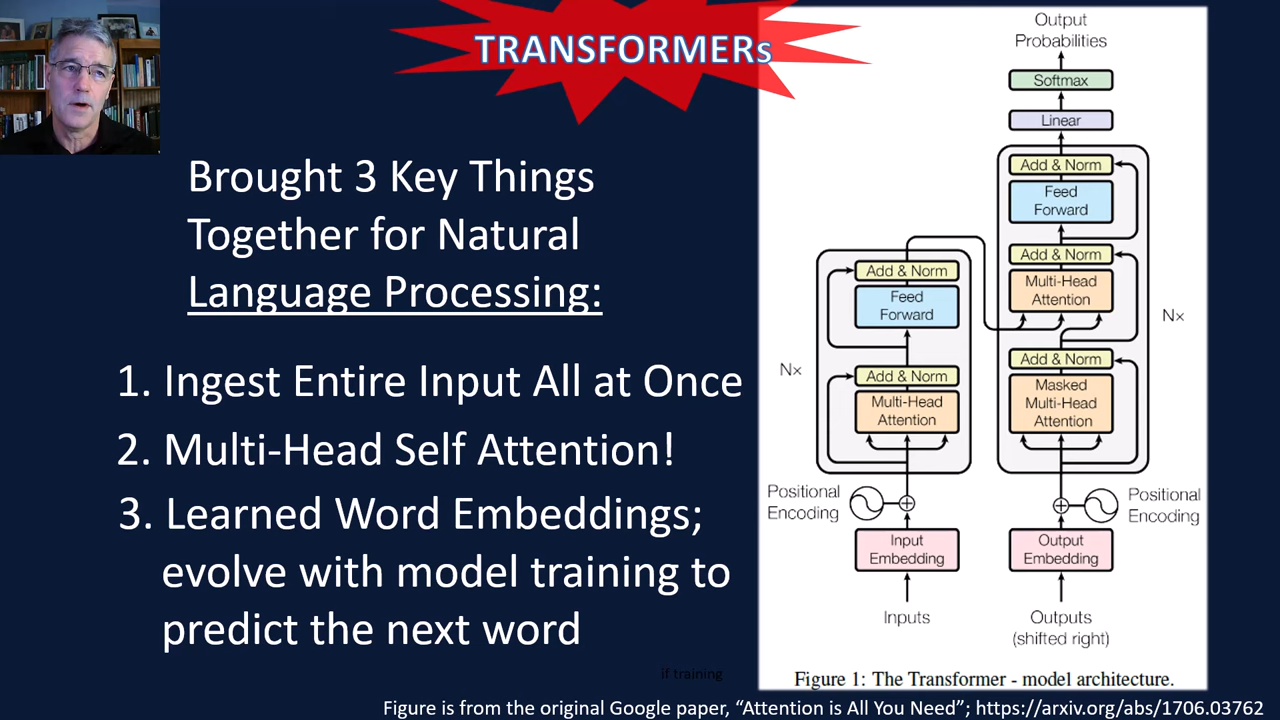 TRANSFORMERs
Brought 3 Key Things
Together for Natural
Language Processing:
1. Ingest Entire Input All at Once
2. Multi-Head Self Attention!
3. Learned Word Embeddings;
evolve with model training to
predict the next word
if training
Output
Probabilities
Softmax
Linear
Add & Norm
Feed
Forward
Add & Norm
Multi-Head
Attention
Nx
Add & Norm
Masked
Multi-Head
Attention
Add & Norm
Feed
Forward
Nx
Add & Norm
Multi-Head
Attention
Positional
Encoding
Positional
Encoding
Input
Embedding
Output
Embedding
Inputs
Outputs
(shifted right)
Figure 1: The Transformer - model architecture.
Figure is from the original Google paper, “Attention is All You Need”; https://arxiv.org/abs/1706.03762